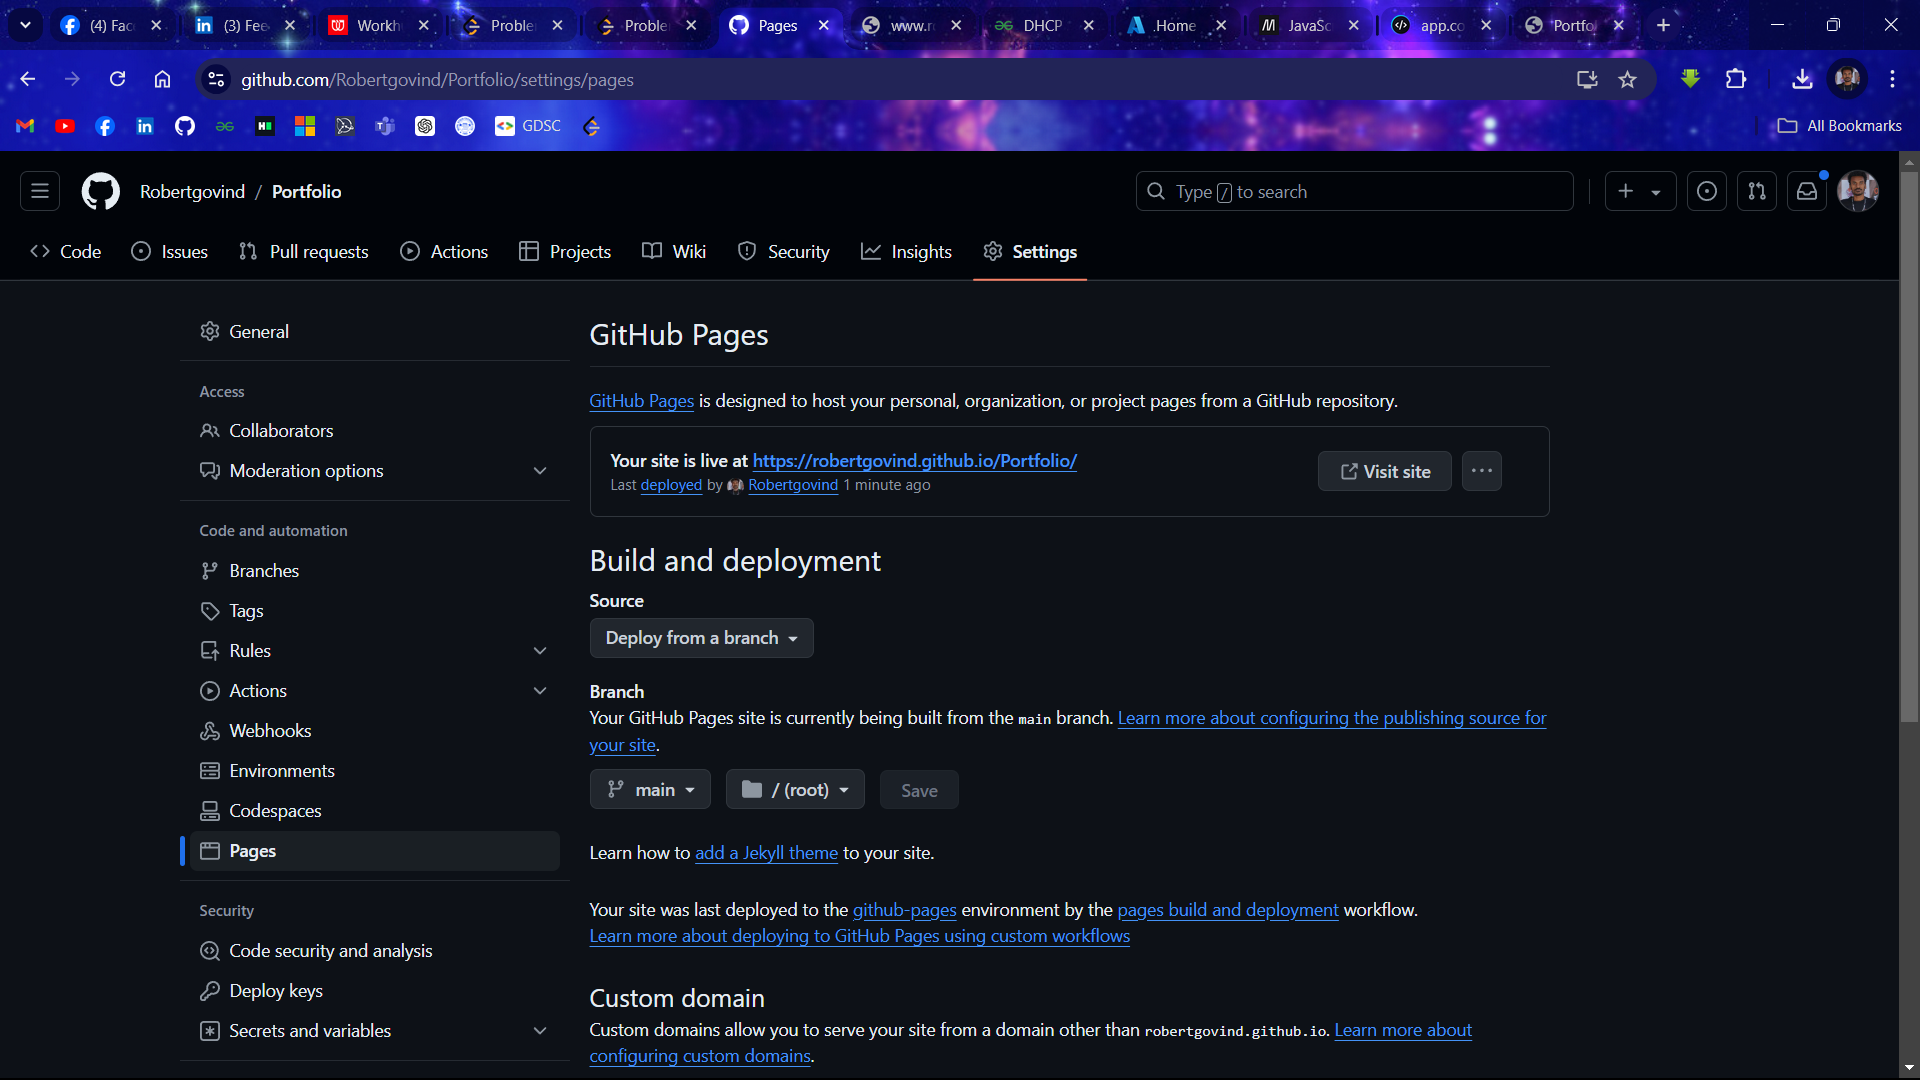 (4) Fac
(3) Fee
Workh
Proble
Proble
Pages
www.r
DHCP
Home
JavaSc
app.co
Portfo
github.com/Robertgovind/Portfolio/settings/pages
GDSC
All Bookmarks
Robertgovind / Portfolio
Type / to search
Code
Issues
Pull requests
Actions
Projects
Wiki
Security
Insights
Settings
General
Access
Collaborators
Moderation options
Code and automation
Branches
Tags
Rules
Actions
Webhooks
Environments
Codespaces
Pages
Security
Code security and analysis
Deploy keys
Secrets and variables
GitHub Pages
GitHub Pages is designed to host your personal, organization, or project pages from a GitHub repository.
Your site is live at https://robertgovind.github.io/Portfolio/
Last deployed by Robertgovind 1 minute ago
Visit site
Build and deployment
Source
Deploy from a branch
Branch
Your GitHub Pages site is currently being built from the main branch. Learn more about configuring the publishing source for
your site.
main
/ (root)
Save
Learn how to add a Jekyll theme to your site.
Your site was last deployed to the github-pages environment by the pages build and deployment workflow.
Learn more about deploying to GitHub Pages using custom workflows
Custom domain
Custom domains allow you to serve your site from a domain other than robertgovind.github.io. Learn more about
configuring custom domains.